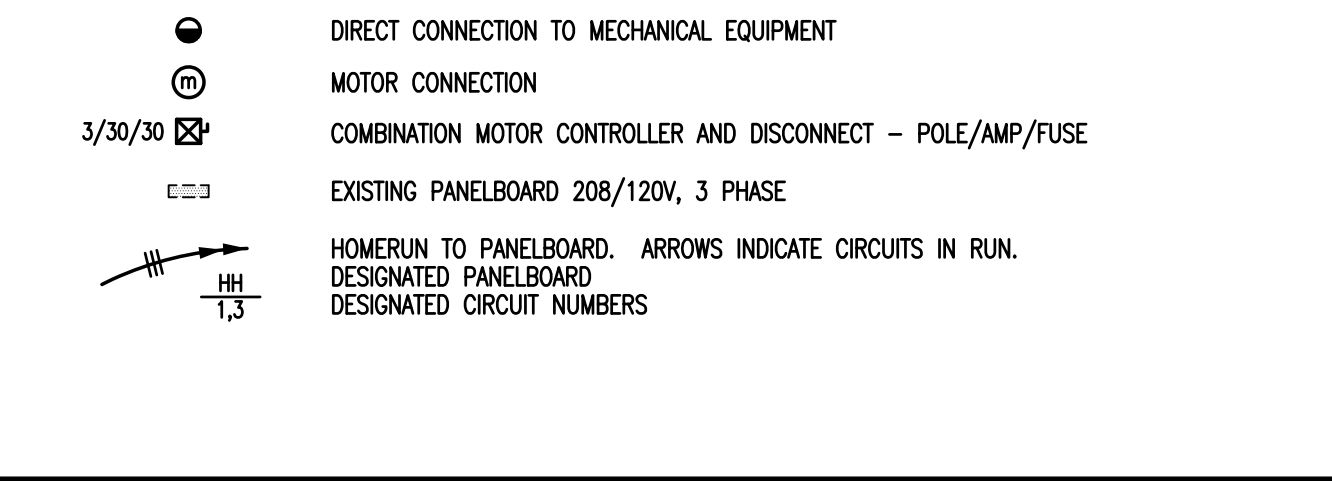 DIRECT CONNECTION TO MECHANICAL EQUIPMENT
m MOTOR CONNECTION
3/30/30 COMBINATION MOTOR CONTROLLER AND DISCONNECT – POLE/AMP/FUSE
EXISTING PANELBOARD 208/120V, 3 PHASE
HOMERUN TO PANELBOARD. ARROWS INDICATE CIRCUITS IN RUN.
HH DESIGNATED PANELBOARD
1,3 DESIGNATED CIRCUIT NUMBERS